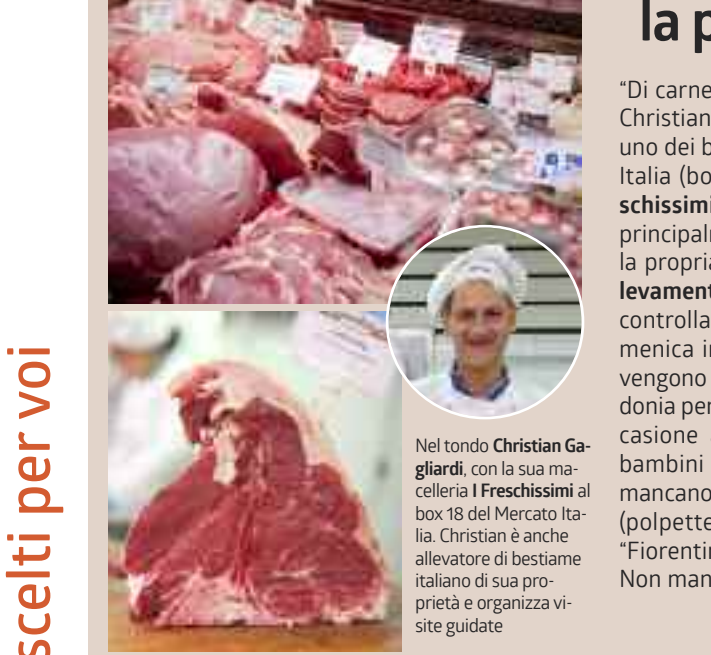 scelti per voi
Nel tondo Christian Ga-
gliardi, con la sua ma-
celleria I Freschissimi al
box 18 del Mercato Ita-
lia. Christian è anche
allevatore di bestiame
italiano di sua pro-
prietà e organizza vi-
site guidate
la p
“Di carne
Christian
uno dei b
Italia (bo
schissimi
principalm
la propria
levament
controlla
menica in
vengono
donia per
casione
bambini
mancano
(polpette
“Fiorentin
Non man